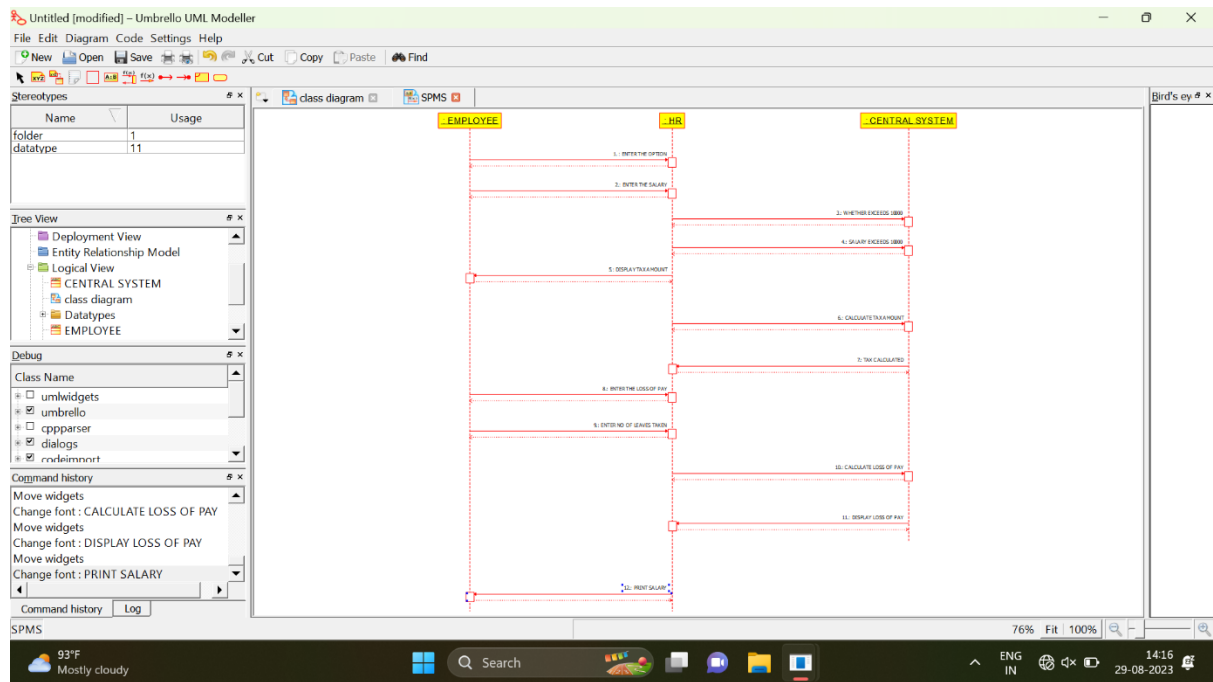 Untitled [modified] – Umbrello UML Modeller
File Edit Diagram Code Settings Help
New Open Save Cut Copy Paste Find
Stereotypes
class diagram SPMS
Bird's ey
Name Usage
folder 1
datatype 11
Tree View
Deployment View
Entity Relationship Model
Logical View
CENTRAL SYSTEM
class diagram
Datatypes
EMPLOYEE
Debug
Class Name
umlwidgets
umbrello
cppparser
dialogs
codeimport
Command history
Move widgets
Change font : CALCULATE LOSS OF PAY
Move widgets
Change font : DISPLAY LOSS OF PAY
Move widgets
Change font : PRINT SALARY
Command history Log
: EMPLOYEE : HR : CENTRAL SYSTEM
1. : ENTER THE OPTION
2.: ENTER THE SALARY
3.: WHETHER EXCEEDS 10000
4.: SALARY EXCEEDS 10000
5.: DISPLAY TAX AMOUNT
6.: CALCULATE TAX AMOUNT
7.: TAX CALCULATED
8.: ENTER THE LOSS OF PAY
9.: ENTER NO OF LEAVES TAKEN
10.: CALCULATE LOSS OF PAY
11.: DISPLAY LOSS OF PAY
12.: PRINT SALARY
SPMS
76% Fit 100%
93°F
Mostly cloudy
Search
ENG
IN
14:16
29-08-2023